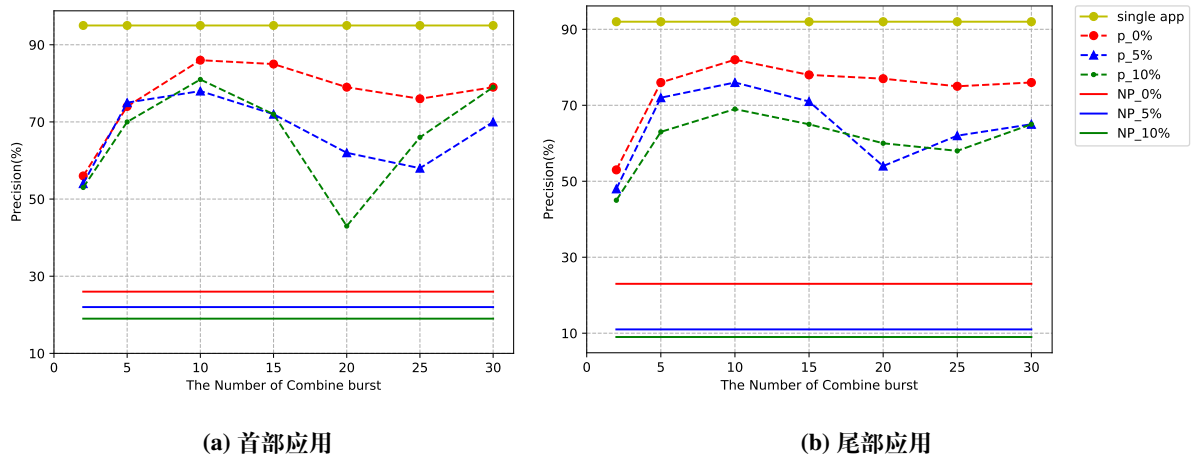 Precision(%)
90
70
50
30
10
0 5 10 15 20 25 30
The Number of Combine burst
(a) 首部应用
Precision(%)
90
70
50
30
10
0 5 10 15 20 25 30
The Number of Combine burst
(b) 尾部应用
single app
p_0%
p_5%
p_10%
NP_0%
NP_5%
NP_10%